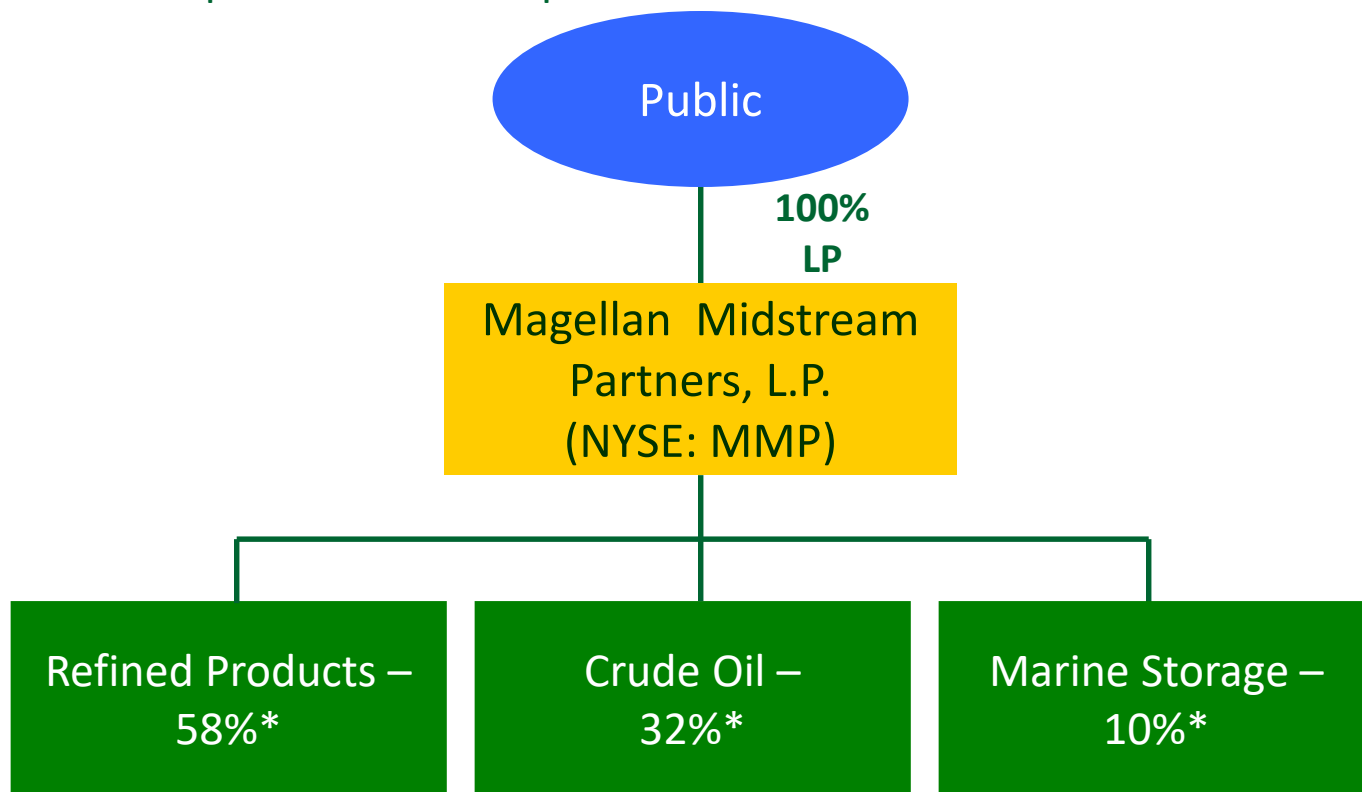 Public
100%
LP
Magellan  Midstream
Partners, L.P.
(NYSE: MMP)
Refined Products –
58%*
Crude Oil –
32%*
Marine Storage –
10%*